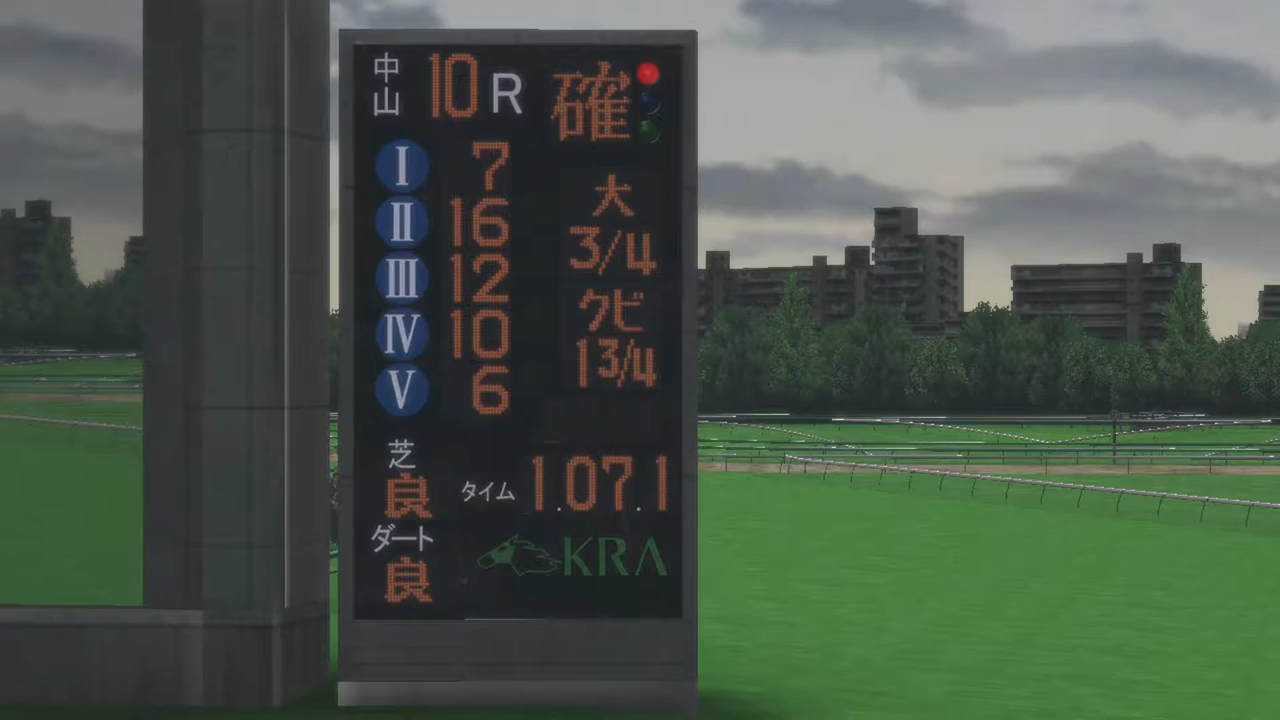 中山 10 R 確
Ⅰ 7
大
Ⅱ 16
3/4
Ⅲ 12
クビ
Ⅳ 10
1 3/4
Ⅴ 6
芝
良
タイム 1.07.1
ダート
良
KRA